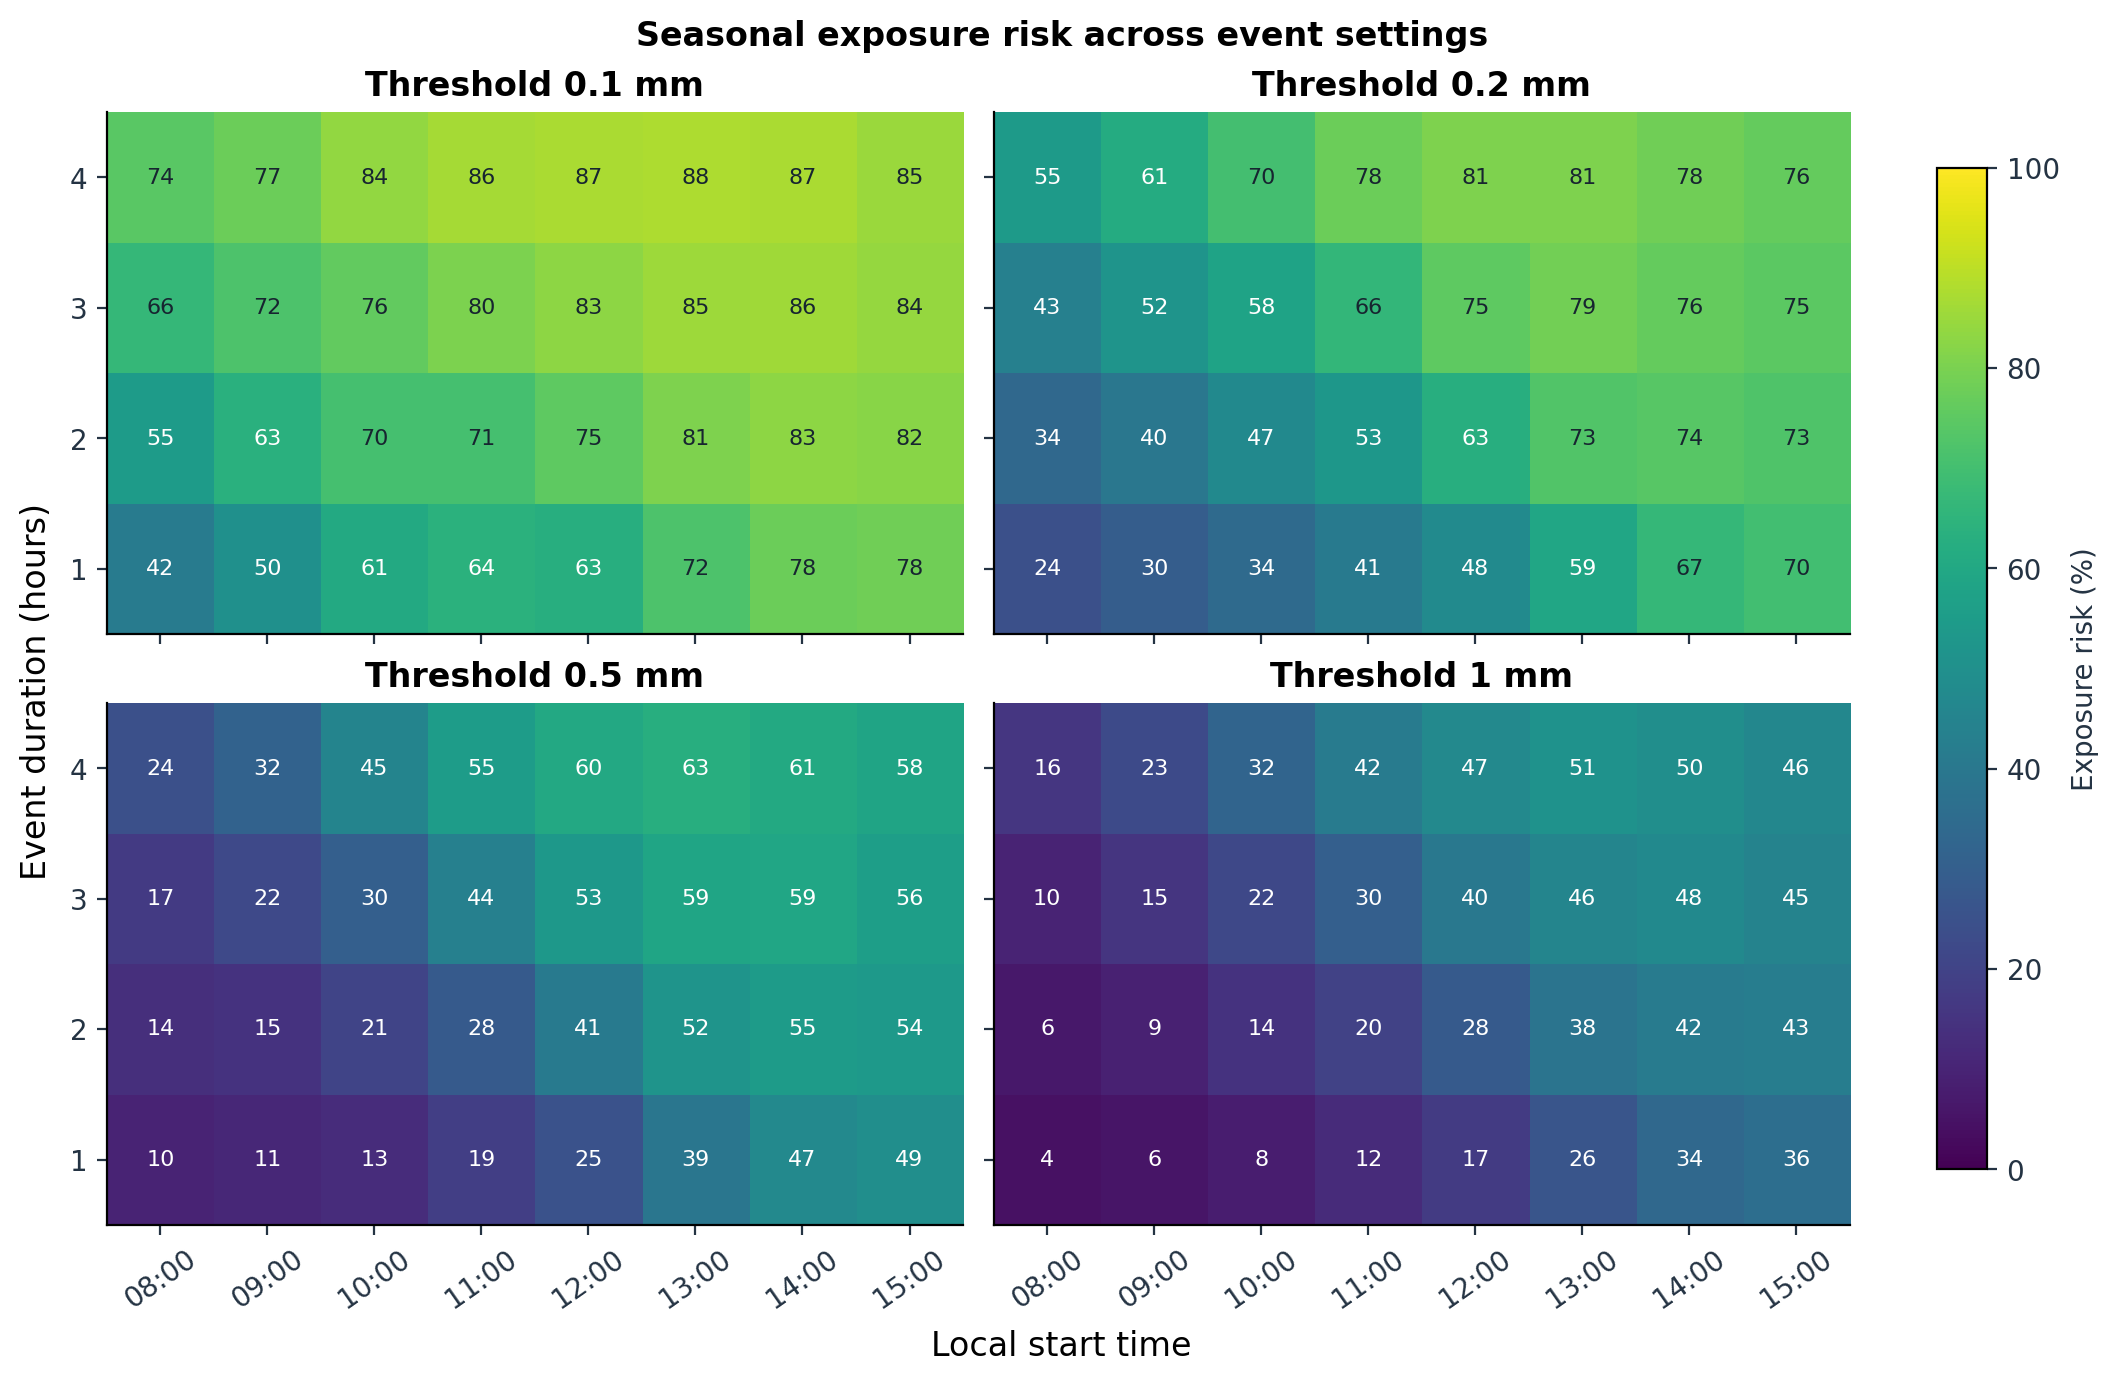 Seasonal exposure risk across event settings
Threshold 0.1 mm
4 74 77 84 86 87 88 87 85
3 66 72 76 80 83 85 86 84
2 55 63 70 71 75 81 83 82
1 42 50 61 64 63 72 78 78
Threshold 0.2 mm
55 61 70 78 81 81 78 76
43 52 58 66 75 79 76 75
34 40 47 53 63 73 74 73
24 30 34 41 48 59 67 70
Event duration (hours)
Threshold 0.5 mm
4 24 32 45 55 60 63 61 58
3 17 22 30 44 53 59 59 56
2 14 15 21 28 41 52 55 54
1 10 11 13 19 25 39 47 49
08:00 09:00 10:00 11:00 12:00 13:00 14:00 15:00
Threshold 1 mm
16 23 32 42 47 51 50 46
10 15 22 30 40 46 48 45
6 9 14 20 28 38 42 43
4 6 8 12 17 26 34 36
08:00 09:00 10:00 11:00 12:00 13:00 14:00 15:00
Local start time
100
80
60
40
20
0
Exposure risk (%)